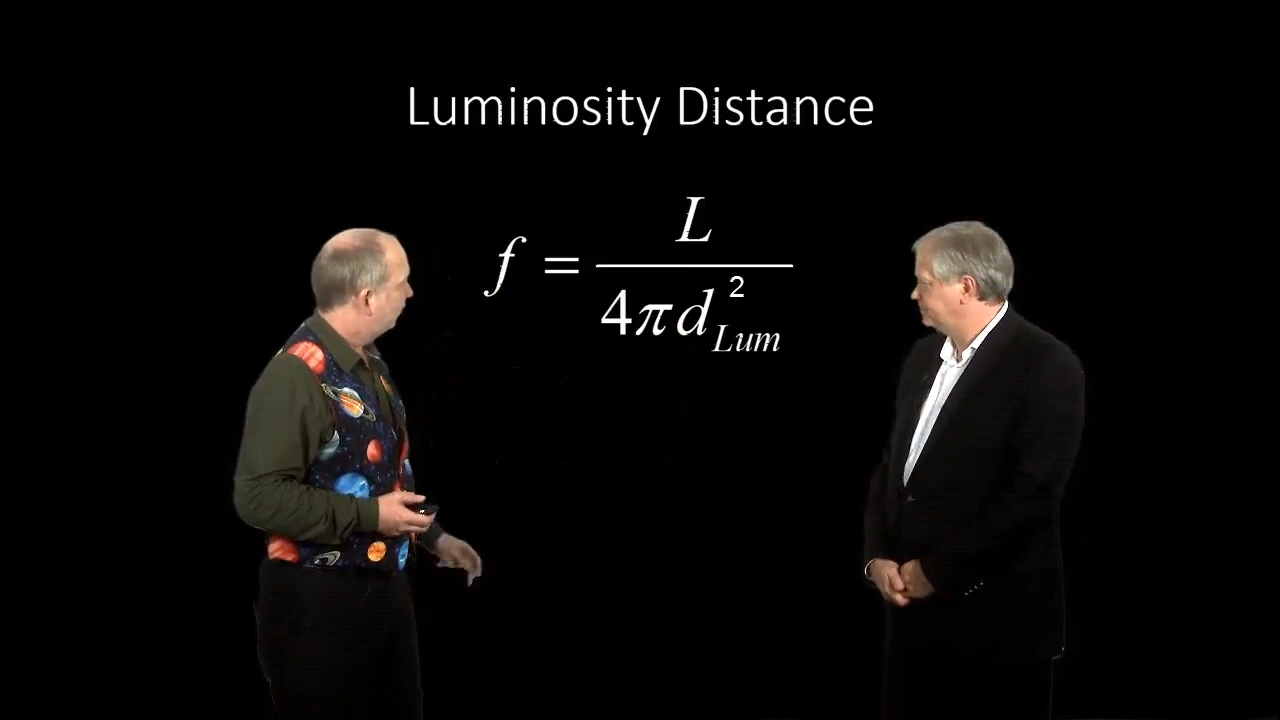 Luminosity Distance
f = L / 4πd_Lum^2